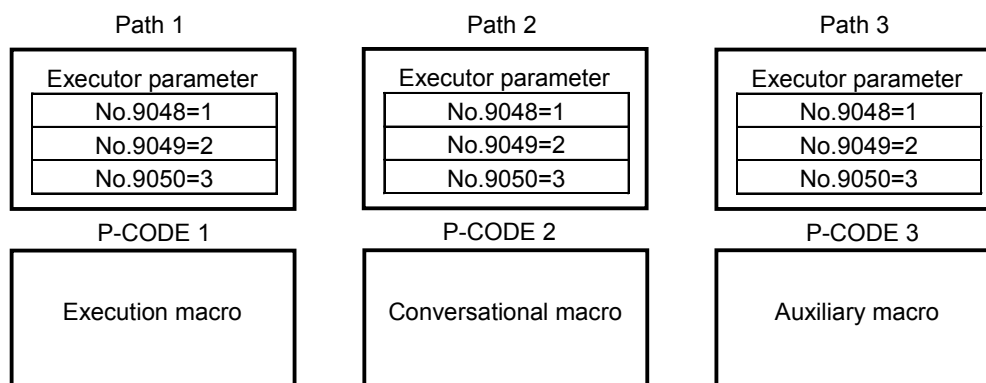 Path 1
Path 2
Path 3
Executor parameter
Executor parameter
Executor parameter
No.9048=1
No.9048=1
No.9048=1
No.9049=2
No.9049=2
No.9049=2
No.9050=3
No.9050=3
No.9050=3
P-CODE 1
P-CODE 2
P-CODE 3
Execution macro
Conversational macro
Auxiliary macro